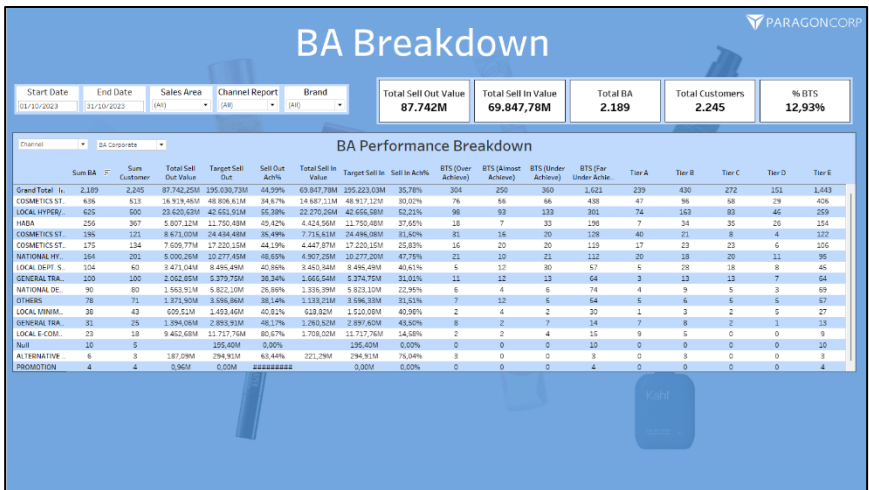 PARAGONCORP
BA Breakdown
Start Date End Date Sales Area Channel Report Brand
01/10/2023 31/10/2023 (All) (All) (All)
Total Sell Out Value Total Sell In Value Total BA Total Customers % BTS
87.742M 69.847,78M 2.189 2.245 12,93%
Channel BA Corporate
BA Performance Breakdown
Sum BA Sum Customer Total Sell Out Value Target Sell Out Sell Out Ach% Total Sell In Value Target Sell In Sell In Ach% BTS (Over Achieve) BTS (Almost Achieve) BTS (Under Achieve) BTS (Far Under Achie.. Tier A Tier B Tier C Tier D Tier E
Grand Total 2,189 2,245 87.742,25M 195.030,73M 44,99% 69.847,78M 195.223,03M 35,78% 304 250 360 1,621 239 430 272 151 1,443
COSMETICS ST.. 636 513 16.919,46M 48.806,61M 34,67% 14.687,11M 48.917,12M 30,02% 76 56 66 438 47 96 58 29 406
LOCAL HYPER/.. 625 500 23.620,63M 42.651,91M 55,38% 22.270,26M 42.656,58M 52,21% 98 93 133 301 74 163 83 46 259
HABA 256 367 5.807,12M 11.750,48M 49,42% 4.424,56M 11.750,48M 37,65% 18 7 33 198 7 34 35 26 154
COSMETICS ST.. 196 121 8.671,00M 24.434,48M 35,49% 7.715,61M 24.496,08M 31,50% 31 16 20 128 40 21 8 4 122
COSMETICS ST.. 175 134 7.609,77M 17.220,15M 44,19% 4.447,87M 17.220,15M 25,83% 16 20 20 119 17 23 23 6 106
NATIONAL HY.. 164 201 5.000,26M 10.277,45M 48,65% 4.907,25M 10.277,20M 47,75% 21 10 21 112 20 18 20 11 95
LOCAL DEPT. S.. 104 60 3.471,04M 8.495,49M 40,86% 3.450,34M 8.495,49M 40,61% 5 12 30 57 5 28 18 8 45
GENERAL TRA.. 100 100 2.062,85M 5.379,75M 38,34% 1.666,54M 5.374,75M 31,01% 11 12 13 64 3 13 13 7 64
NATIONAL DE.. 90 80 1.563,91M 5.822,10M 26,86% 1.336,39M 5.823,10M 22,95% 6 4 6 74 4 9 5 3 69
OTHERS 78 71 1.371,90M 3.596,86M 38,14% 1.133,21M 3.596,33M 31,51% 7 12 5 54 5 6 5 5 57
LOCAL MINIM.. 38 43 609,51M 1.493,46M 40,81% 618,82M 1.510,08M 40,98% 2 4 2 30 1 3 2 5 27
GENERAL TRA.. 31 25 1.394,06M 2.893,91M 48,17% 1.260,52M 2.897,60M 43,50% 8 2 7 14 7 8 2 1 13
LOCAL E-COM.. 23 18 9.452,68M 11.717,76M 80,67% 1.708,02M 11.717,76M 14,58% 2 2 4 15 9 5 0 0 9
Null 10 5 195,40M 0,00% 195,40M 0,00% 0 0 0 10 0 0 0 0 10
ALTERNATIVE.. 6 3 187,09M 294,91M 63,44% 221,29M 294,91M 75,04% 3 0 0 3 0 3 0 0 3
PROMOTION 4 4 0,96M 0,00M ######### 0,00M 0,00% 0 0 0 4 0 0 0 0 4
Kahf